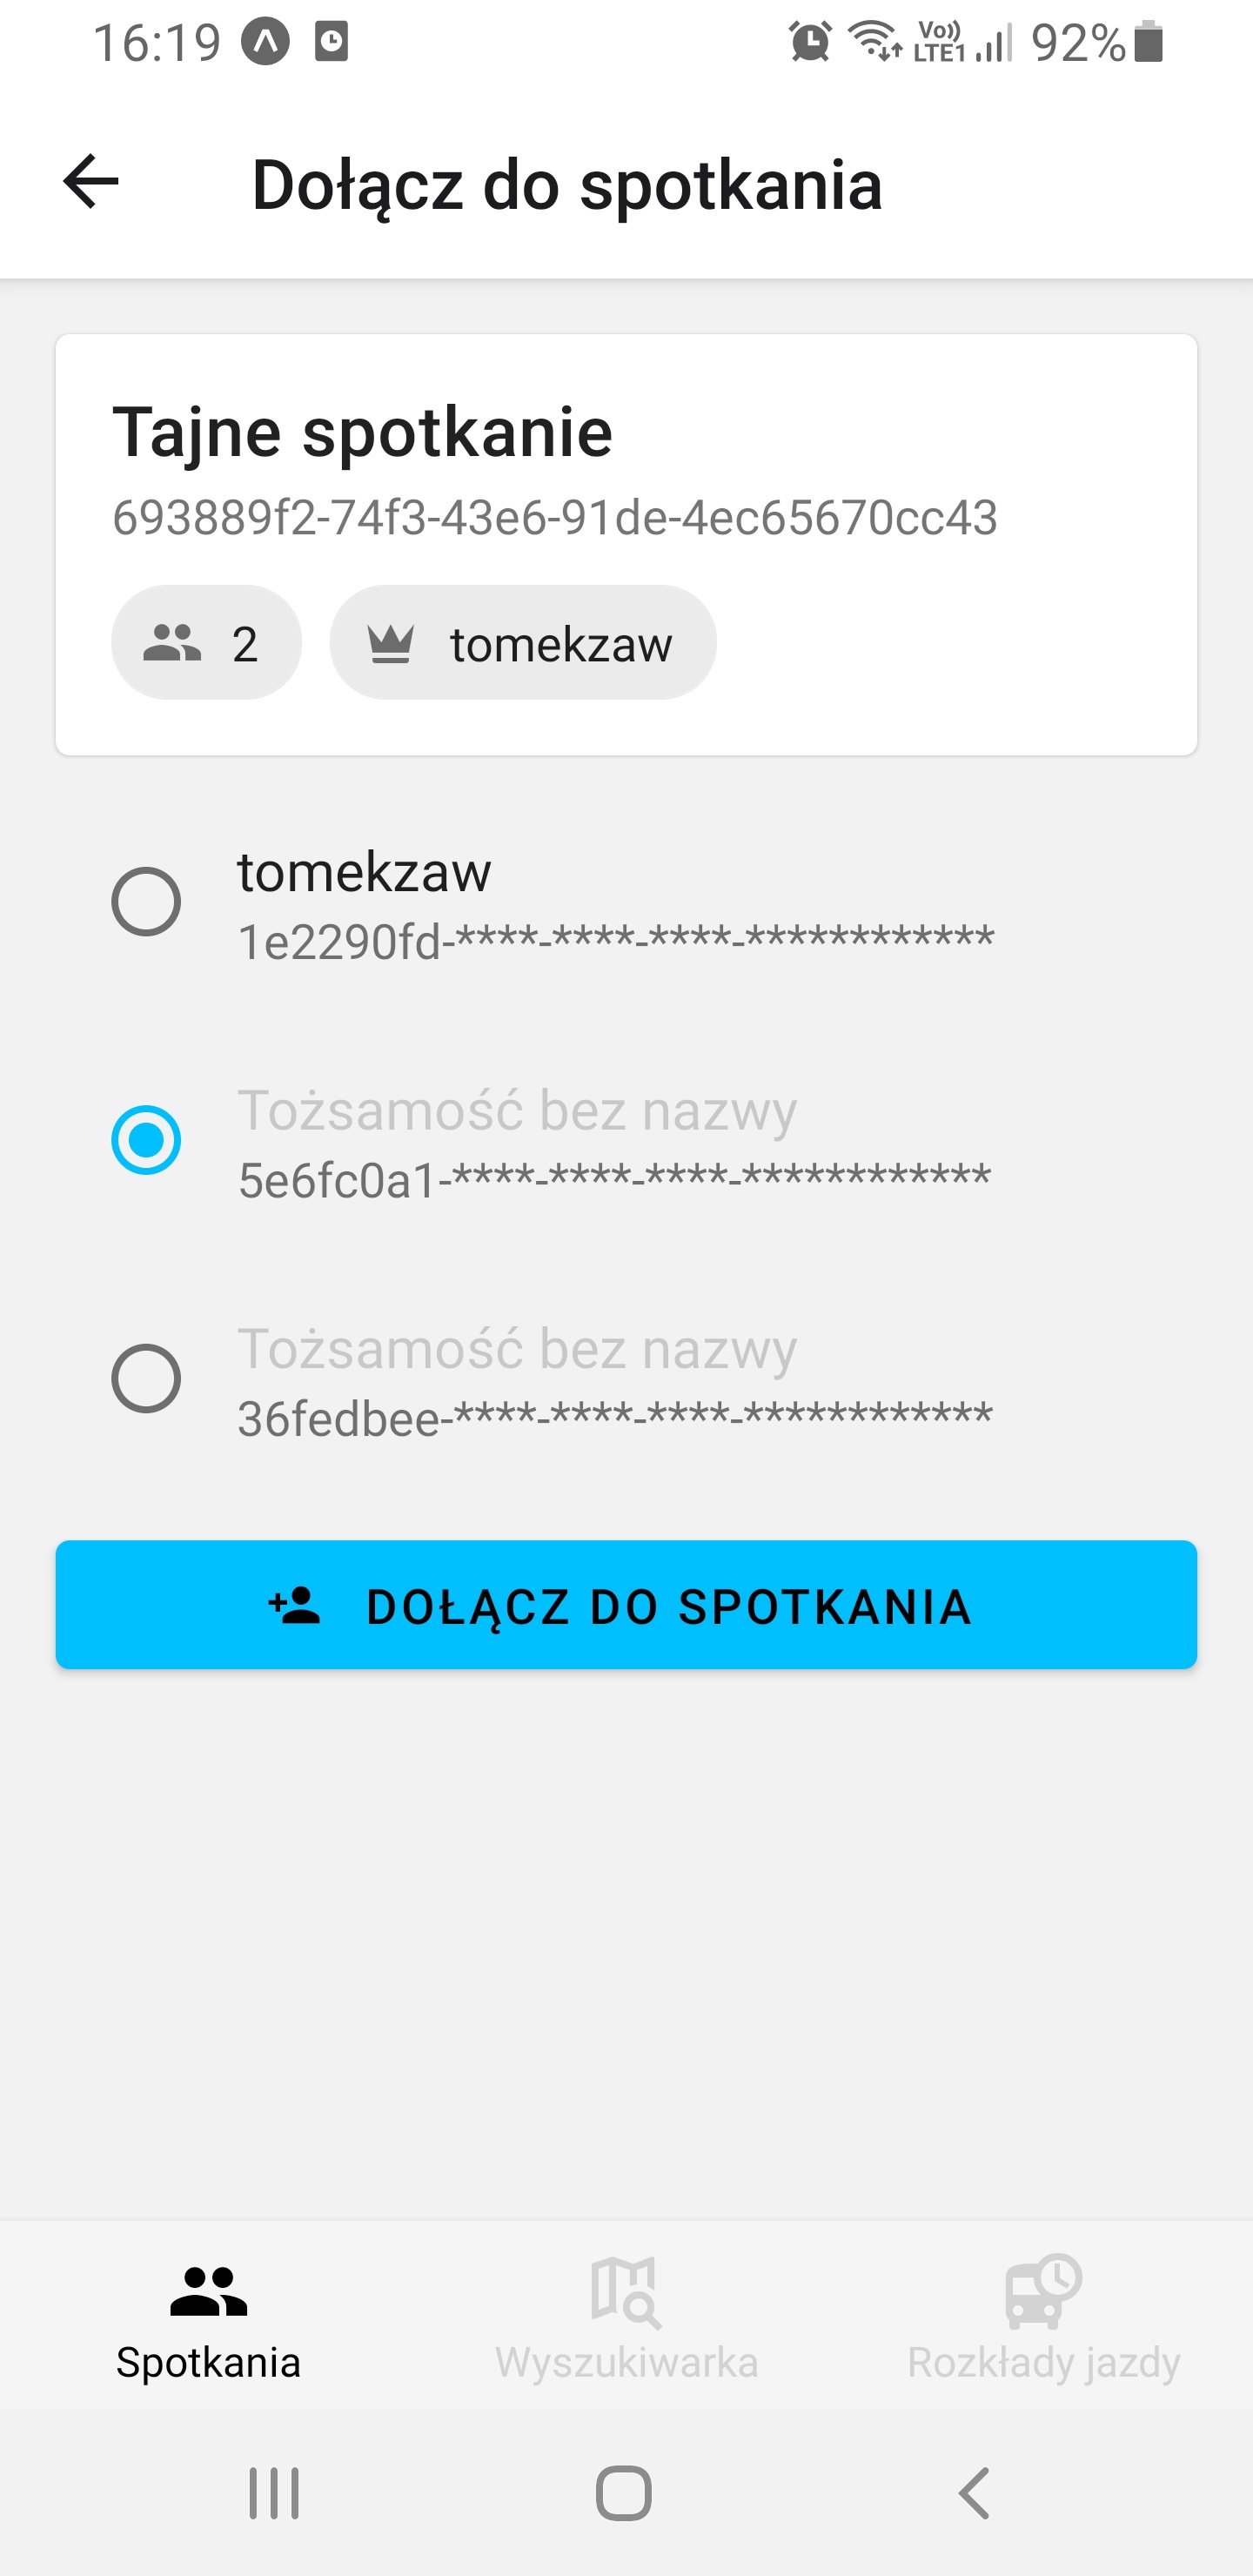 16:19 Vo)) LTE1 92%
Dołącz do spotkania
Tajne spotkanie
693889f2-74f3-43e6-91de-4ec65670cc43
2 tomekzaw
tomekzaw
1e2290fd-****-****-****-************
Tożsamość bez nazwy
5e6fc0a1-****-****-****-************
Tożsamość bez nazwy
36fedbee-****-****-****-************
DOŁĄCZ DO SPOTKANIA
Spotkania Wyszukiwarka Rozkłady jazdy